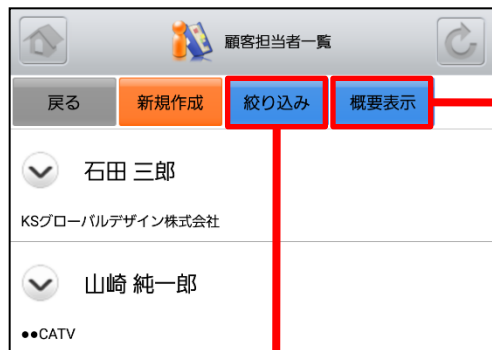 顧客担当者一覧
戻る 新規作成 絞り込み 概要表示
石田 三郎
KSグローバルデザイン株式会社
山崎 純一郎
●●CATV